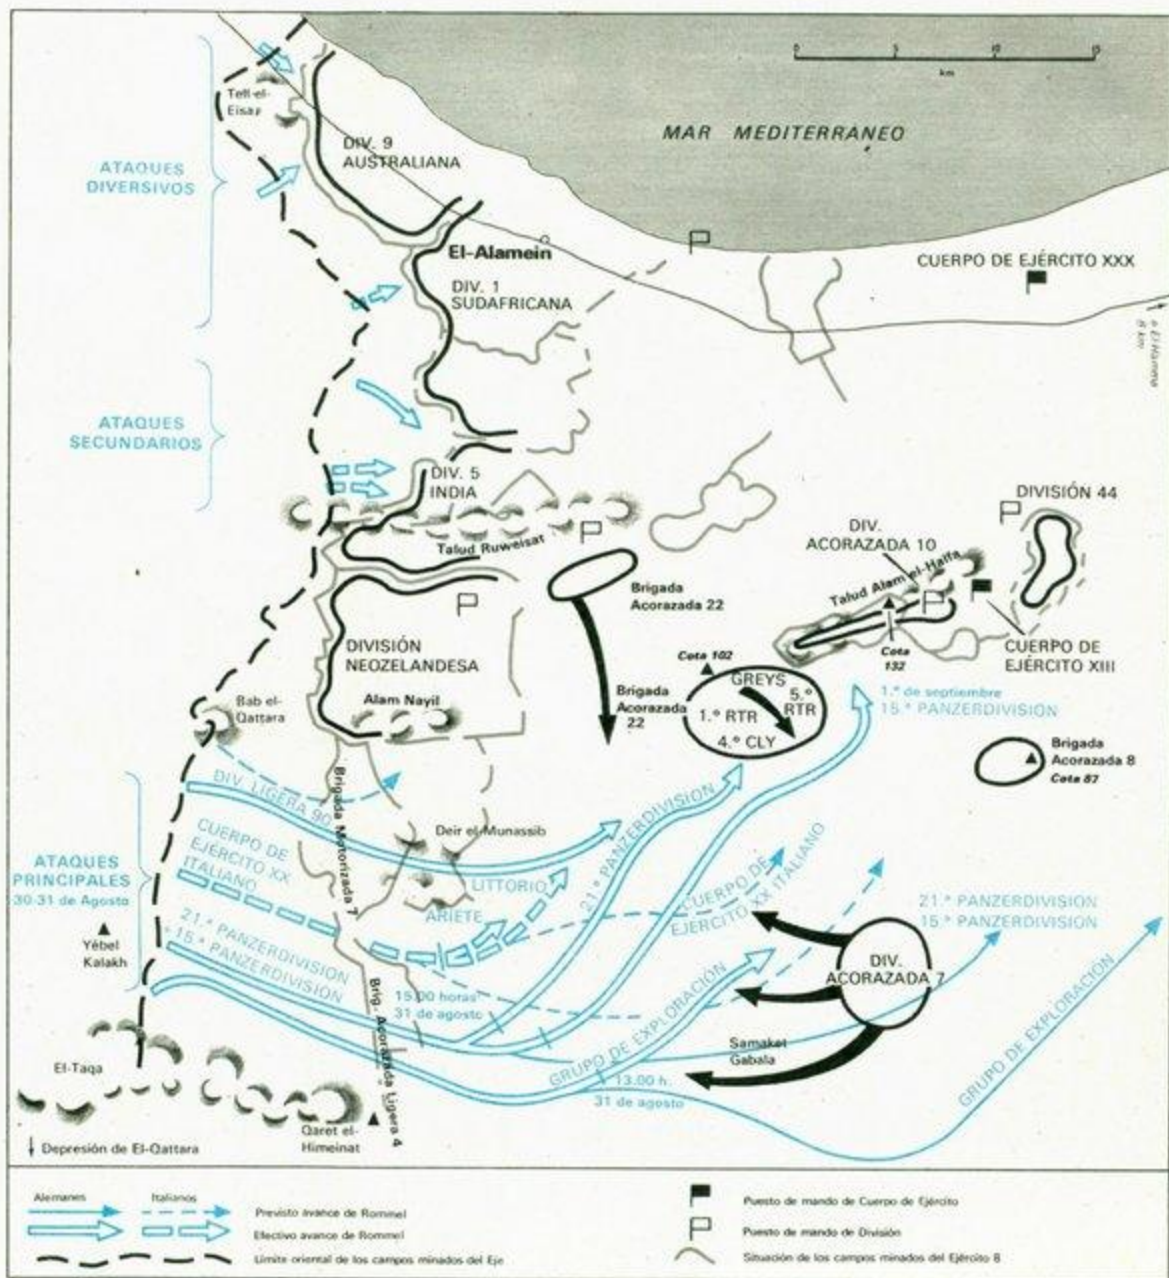 0 5 10 15
km
MAR MEDITERRANEO
Tell-el-
Eisa
DIV. 9
AUSTRALIANA
ATAQUES
DIVERSIVOS
El-Alamein
DIV. 1
SUDAFRICANA
CUERPO DE EJÉRCITO XXX
a El Hamma
8 km
ATAQUES
SECUNDARIOS
DIV. 5
INDIA
Talud Ruweisat
DIVISIÓN 44
DIV.
ACORAZADA 10
Talud Alam el-Halfa
Cota
132
CUERPO DE
EJÉRCITO XIII
Brigada
Acorazada 22
DIVISIÓN
NEOZELANDESA
Alam Nayil
Brigada
Acorazada
22
Cota 102
GREYS
5.º
RTR
1.º RTR
4.º CLY
1.º de septiembre
15.ª PANZERDIVISION
Brigada
Acorazada 8
Cota 87
Bab el-
Qattara
DIV. LIGERA 90
Brigada Motorizada 7
Deir el-Munassib
CUERPO DE
EJÉRCITO XX
ITALIANO
ATAQUES
PRINCIPALES
30-31 de Agosto
LITTORIO
ARIETE
21.ª PANZERDIVISION
CUERPO DE
EJÉRCITO XX ITALIANO
21.ª PANZERDIVISION
15.ª PANZERDIVISION
Yébel
Kalakh
21.ª PANZERDIVISION
+15.ª PANZERDIVISION
DIV.
ACORAZADA 7
15.00 horas
31 de agosto
Brig. Acorazada Ligera 4
GRUPO DE EXPLORACIÓN
Samaket
Gabala
GRUPO DE EXPLORACIÓN
13.00 h.
31 de agosto
El-Taqa
Qaret el-
Himeinat
Depresión de El-Qattara
Alemanes Italianos
Previsto avance de Rommel
Efectivo avance de Rommel
Límite oriental de los campos minados del Eje
Puesto de mando de Cuerpo de Ejército
Puesto de mando de División
Situación de los campos minados del Ejército 8